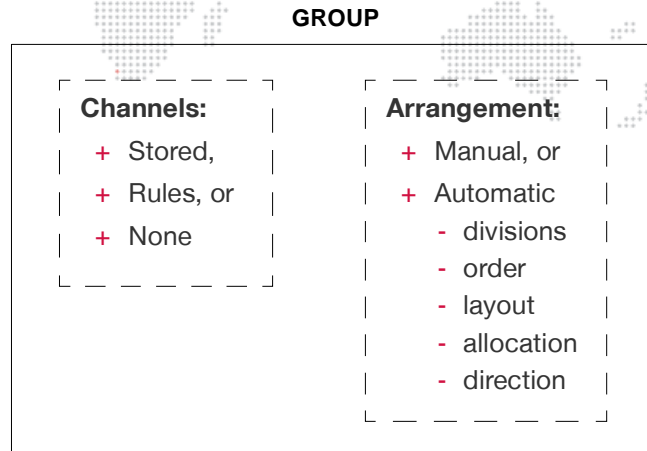 GROUP
Channels:
+ Stored,
+ Rules, or
+ None
Arrangement:
+ Manual, or
+ Automatic
- divisions
- order
- layout
- allocation
- direction